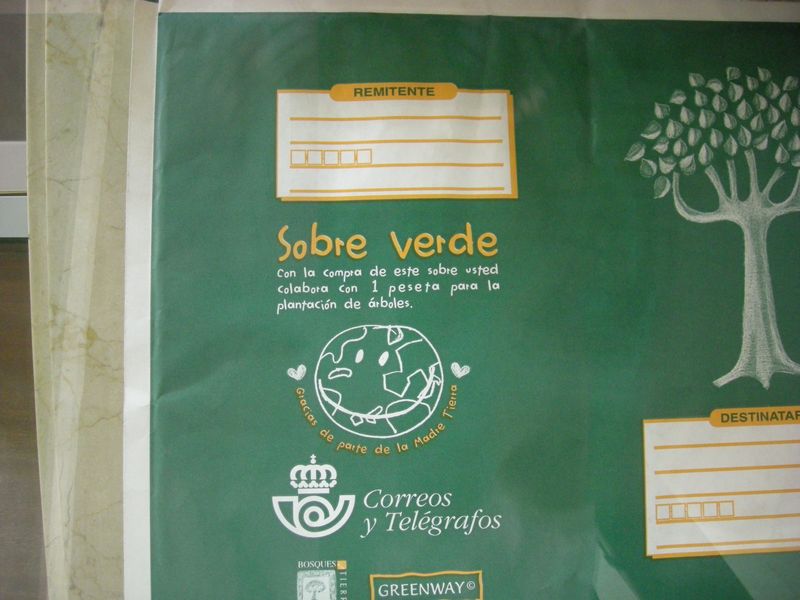 REMITENTE
Sobre verde
Con la compra de este sobre usted
colabora con 1 peseta para la
plantación de árboles.
Gracias de parte de la Madre Tierra
Correos
y Telégrafos
DESTINATAR
BOSQUES
TIERR
GREENWAY©